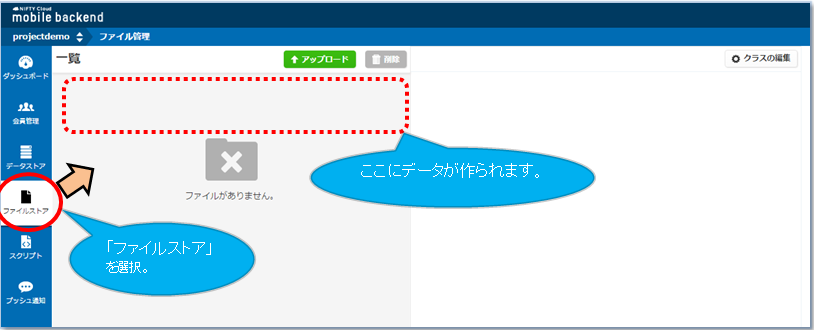 NIFTY Cloud
mobile backend
projectdemo ファイル管理
一覧 アップロード 削除 クラスの編集
ダッシュボード
会員管理
データストア
ファイルストア
スクリプト
プッシュ通知
ファイルがありません。
ここにデータが作られます。
「ファイルストア」
を選択。